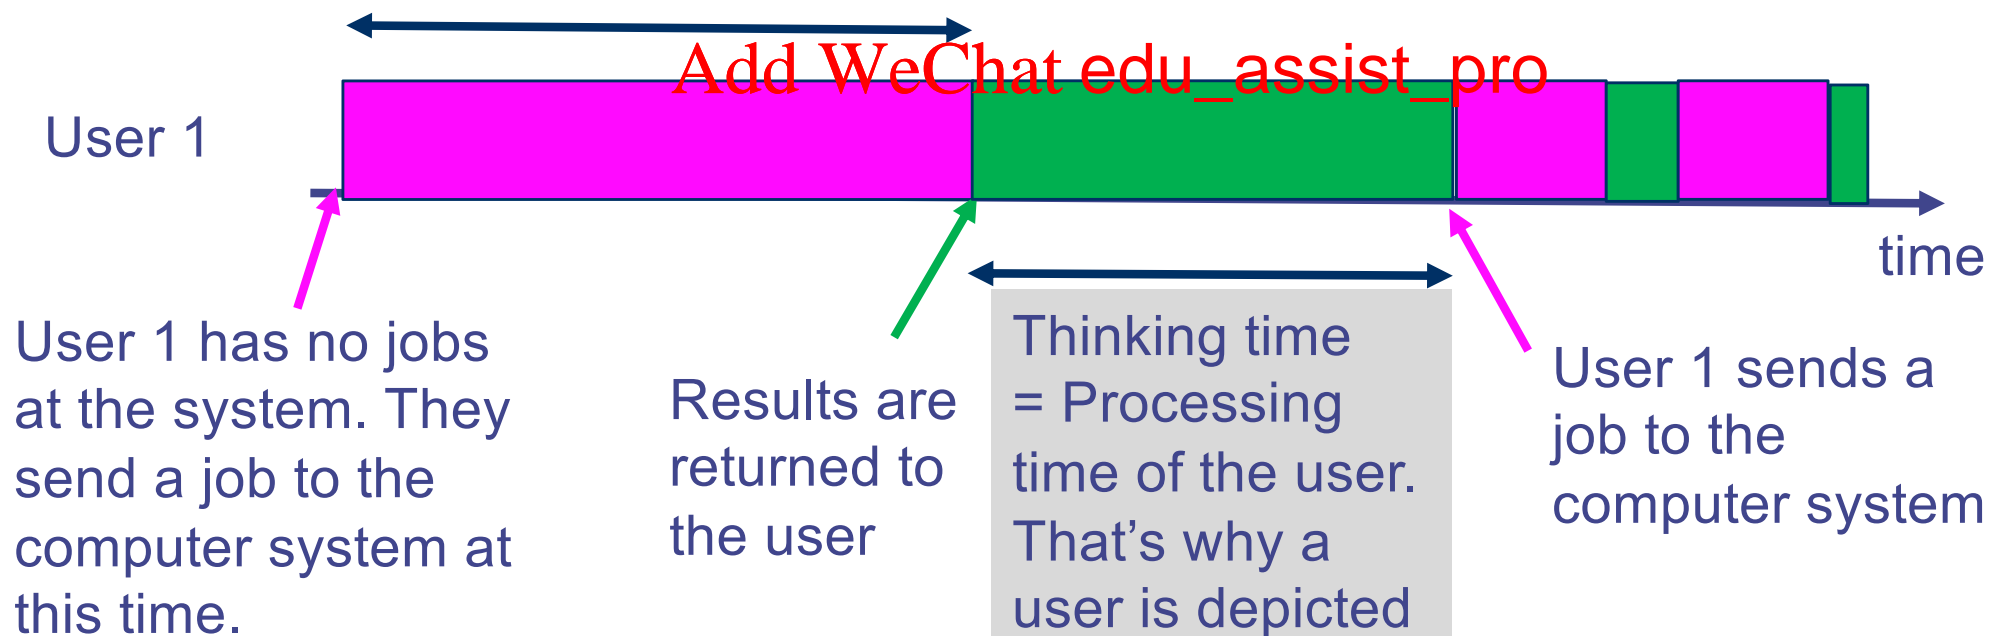 Add WeChat edu_assist_pro
User 1
time
User 1 has no jobs
at the system. They
send a job to the
computer system at
this time.
Results are
returned to
the user
Thinking time
= Processing
time of the user.
That’s why a
user is depicted
User 1 sends a
job to the
computer system